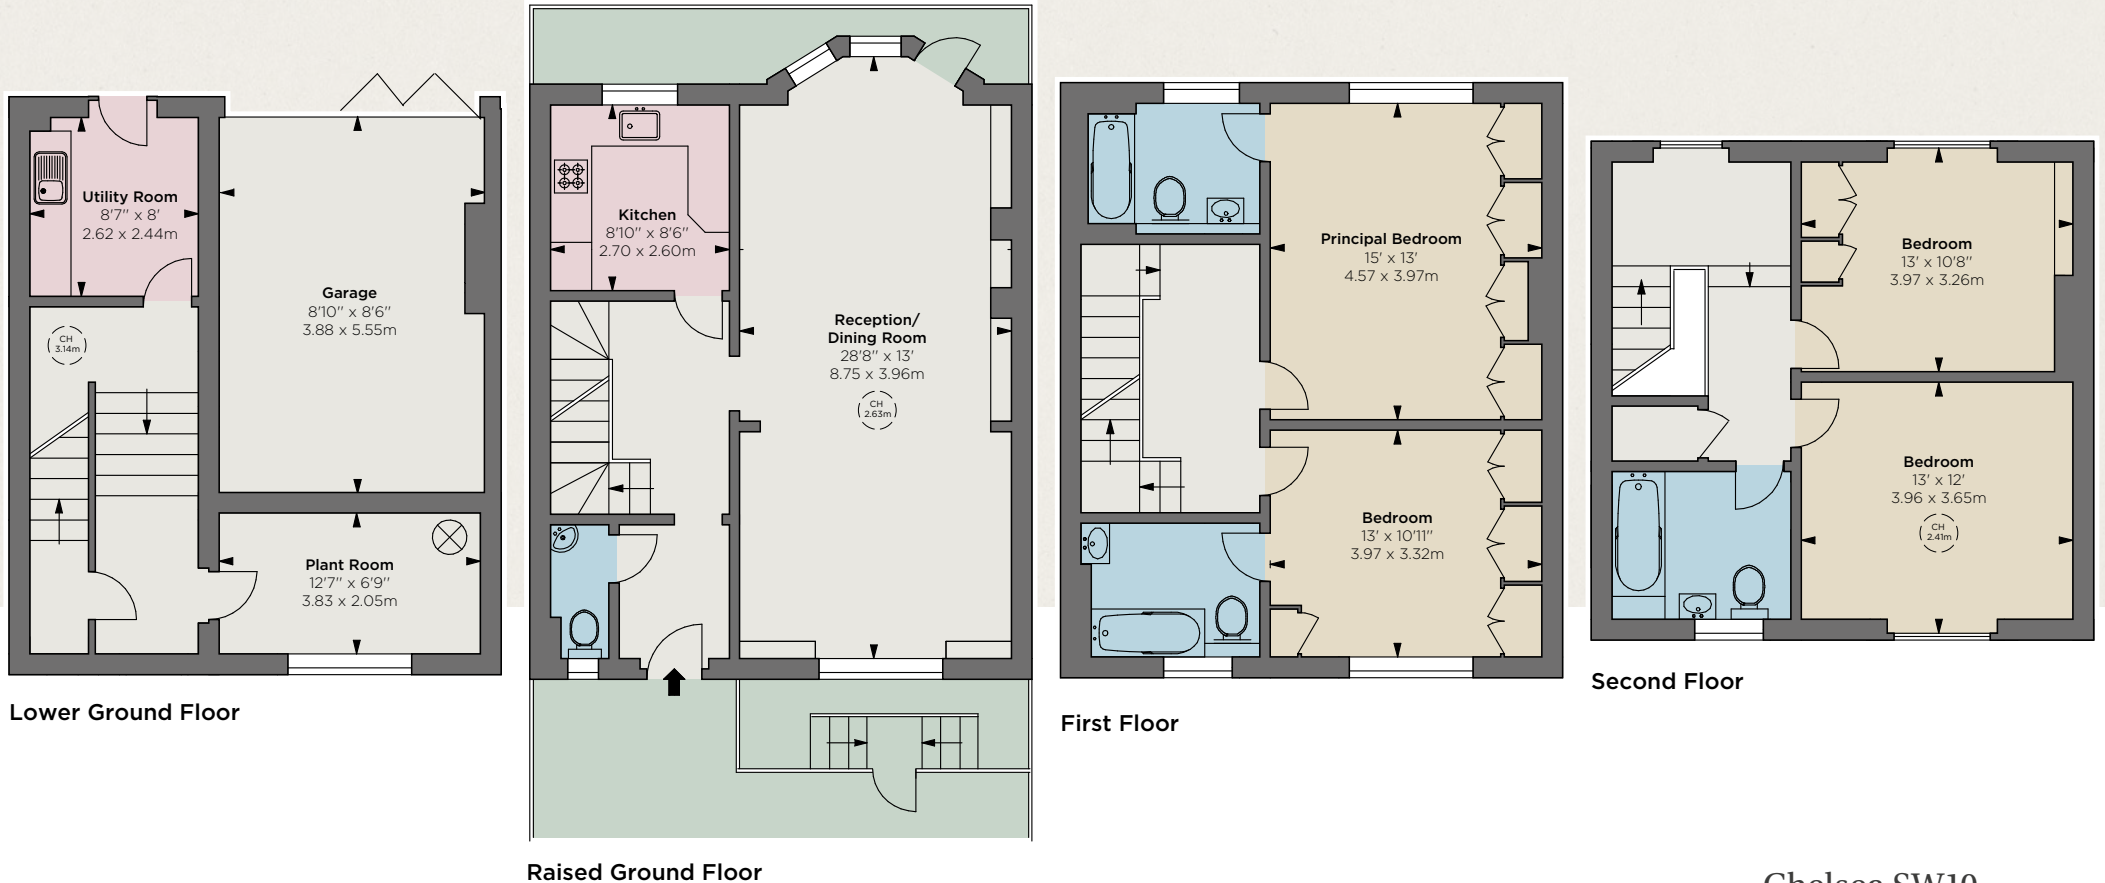 Utility Room
8'7" x 8'
2.62 x 2.44m
Garage
8'10" x 8'6"
3.88 x 5.55m
CH
3.14m
Plant Room
12'7" x 6'9"
3.83 x 2.05m
Lower Ground Floor
Kitchen
8'10" x 8'6"
2.70 x 2.60m
Reception/
Dining Room
28'8" x 13'
8.75 x 3.96m
CH
2.63m
Raised Ground Floor
Principal Bedroom
15' x 13'
4.57 x 3.97m
Bedroom
13' x 10'11"
3.97 x 3.32m
First Floor
Bedroom
13' x 10'8"
3.97 x 3.26m
Bedroom
13' x 12'
3.96 x 3.65m
CH
2.41m
Second Floor
Chelsea SW10